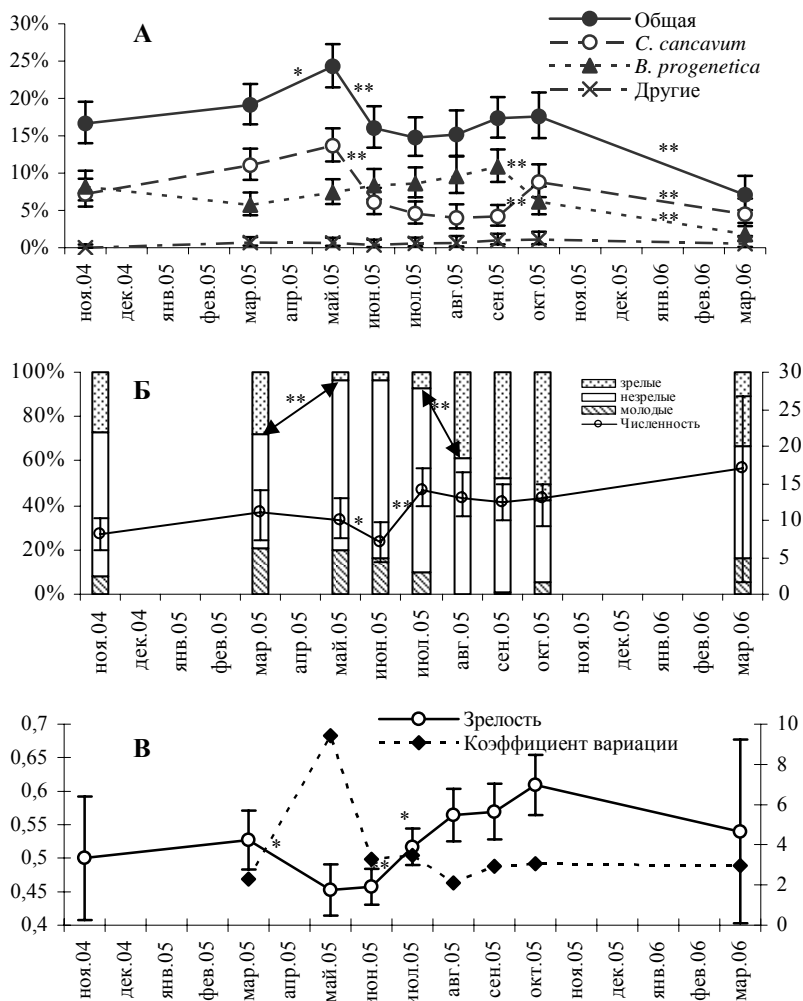 А
30%
25%
20%
15%
10%
5%
0%
Общая
C. cancavum
B. progenetica
Другие
*
**
**
**
**
**
**
**
ноя.04
дек.04
янв.05
фев.05
мар.05
апр.05
май.05
июн.05
июл.05
авг.05
сен.05
окт.05
ноя.05
дек.05
янв.06
фев.06
мар.06
Б
100%
80%
60%
40%
20%
0%
30
25
20
15
10
5
0
зрелые
незрелые
молодые
Численность
**
**
*
**
ноя.04
дек.04
янв.05
фев.05
мар.05
апр.05
май.05
июн.05
июл.05
авг.05
сен.05
окт.05
ноя.05
дек.05
янв.06
фев.06
мар.06
В
0,7
0,65
0,6
0,55
0,5
0,45
0,4
10
8
6
4
2
0
Зрелость
Коэффициент вариации
*
**
*
ноя.04
дек.04
янв.05
фев.05
мар.05
апр.05
май.05
июн.05
июл.05
авг.05
сен.05
окт.05
ноя.05
дек.05
янв.06
фев.06
мар.06